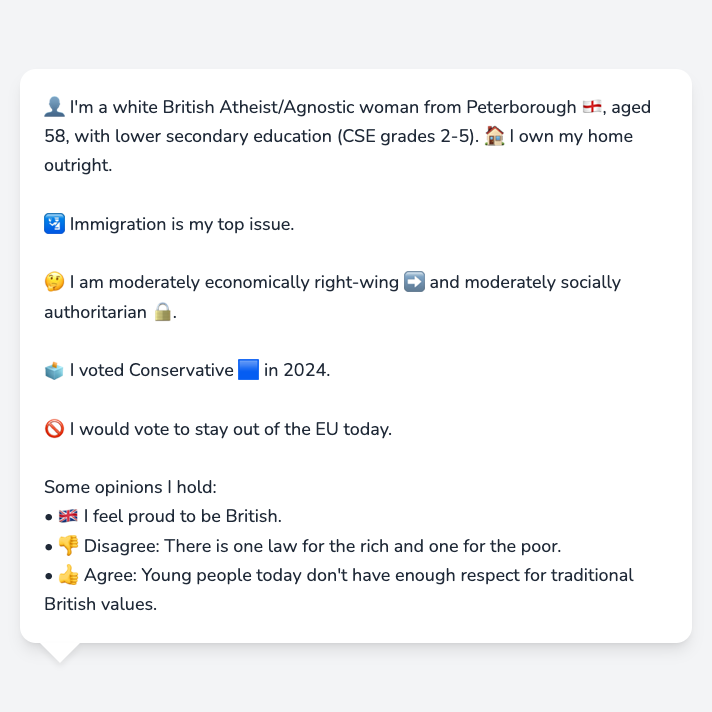 👤 I'm a white British Atheist/Agnostic woman from Peterborough 🏴󠁧󠁢󠁥󠁮󠁧󠁿, aged
58, with lower secondary education (CSE grades 2-5). 🏠 I own my home
outright.
🛂 Immigration is my top issue.
🤔 I am moderately economically right-wing ➡️ and moderately socially
authoritarian 🔒.
🗳️ I voted Conservative 🟦 in 2024.
🚫 I would vote to stay out of the EU today.
Some opinions I hold:
• 🇬🇧 I feel proud to be British.
• 👎 Disagree: There is one law for the rich and one for the poor.
• 👍 Agree: Young people today don't have enough respect for traditional
British values.